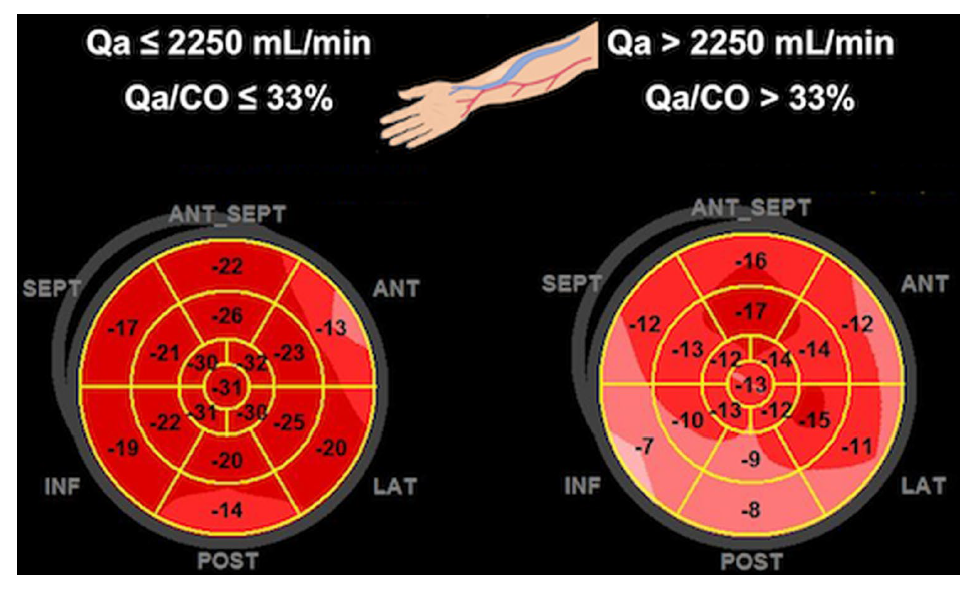 Qa ≤ 2250 mL/min
Qa/CO ≤ 33%
Qa > 2250 mL/min
Qa/CO > 33%
ANT_SEPT
SEPT
ANT
-22
-26
-17
-13
-21
-23
-30
-32
-31
-31
-30
-22
-25
-19
-20
-20
-14
INF
LAT
POST
ANT_SEPT
SEPT
ANT
-16
-17
-12
-12
-13
-14
-12
-14
-13
-13
-12
-10
-15
-7
-11
-9
-8
INF
LAT
POST